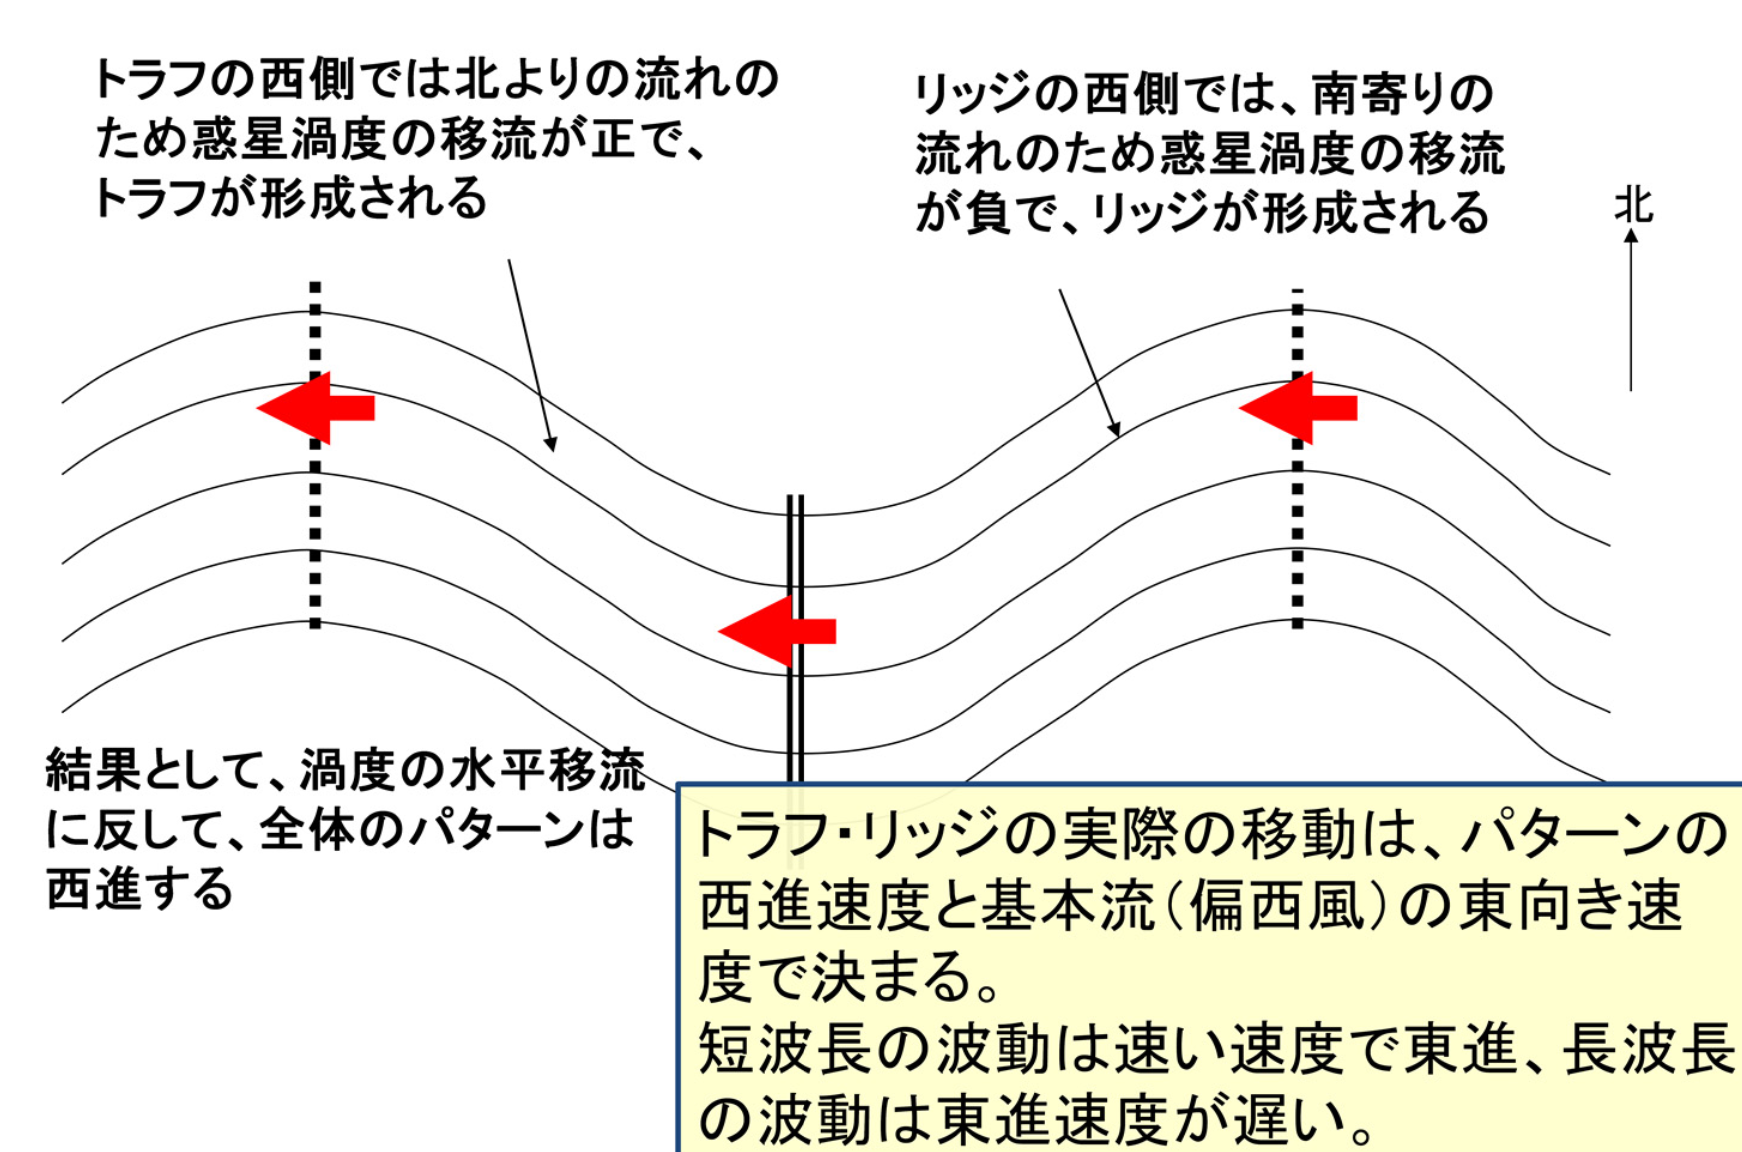 トラフの西側では北よりの流れの
ため惑星渦度の移流が正で、
トラフが形成される
リッジの西側では、南寄りの
流れのため惑星渦度の移流
が負で、リッジが形成される
北
結果として、渦度の水平移流
に反して、全体のパターンは
西進する
トラフ・リッジの実際の移動は、パターンの
西進速度と基本流（偏西風）の東向き速
度で決まる。
短波長の波動は速い速度で東進、長波長
の波動は東進速度が遅い。